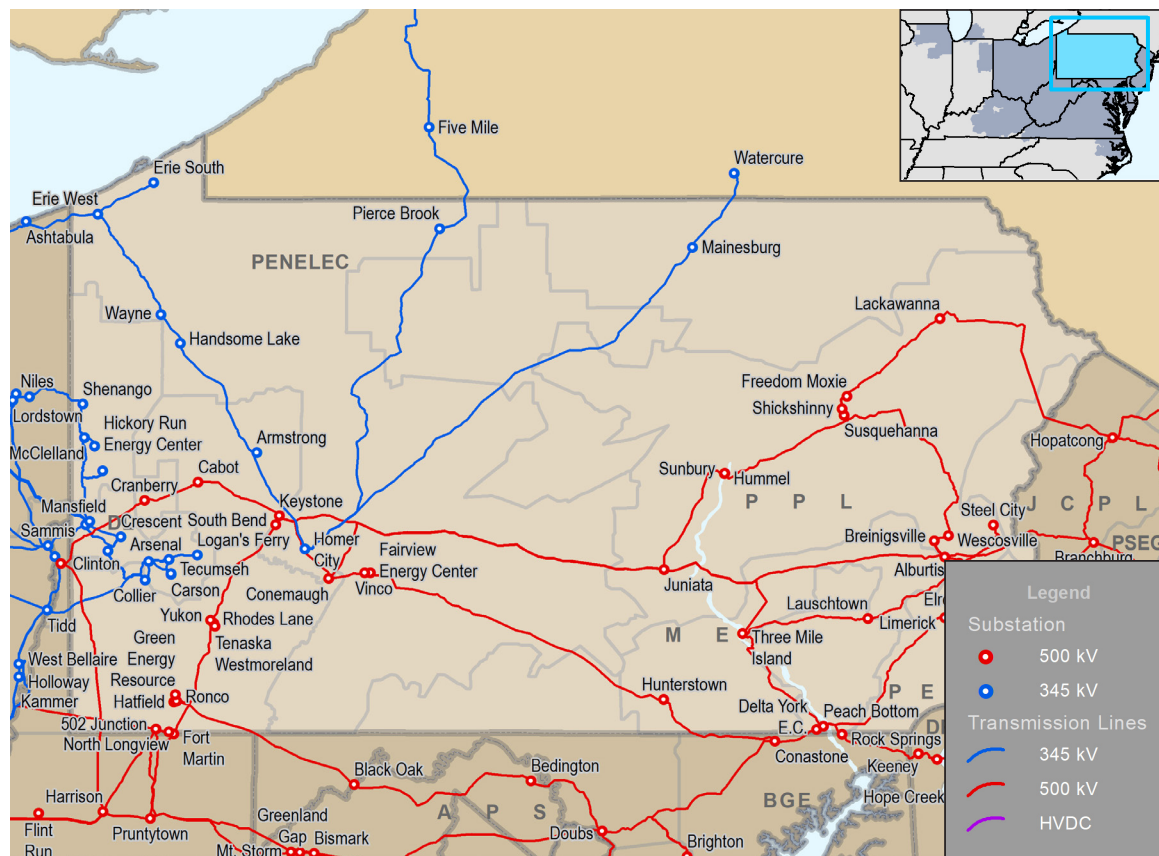 Five Mile
Watercure
Erie South
Erie West
Ashtabula
Pierce Brook
Mainesburg
PENELEC
Wayne
Handsome Lake
Lackawanna
Niles
Shenango
Lordstown
Hickory Run
Energy Center
McClelland
Freedom Moxie
Shickshinny
Susquehanna
Hopatcong
Armstrong
Cabot
Cranberry
Sunbury
Hummel
P P L
J C P L
Mansfield
Crescent
D
Keystone
South Bend
Logan's Ferry
Steel City
Sammis
Arsenal
Homer
City
Fairview
Energy Center
Breinigsville
Wescosville
PSEG
Branchburg
Clinton
Tecumseh
Carson
Collier
Conemaugh
Vinco
Juniata
Alburtis
Tidd
Yukon
Rhodes Lane
Tenaska
Westmoreland
Lauschtown
Limerick
Elro
M E
Three Mile
Island
Green
Energy
Resource
West Bellaire
Holloway
Kammer
Hatfield
Ronco
Hunterstown
Delta York
E.C.
Peach Bottom
P E
502 Junction
North Longview
Fort
Martin
Conastone
Rock Springs
D
Keeney
Hope Creek
Black Oak
Bedington
BGE
Harrison
Greenland
Gap
A P S
Flint
Run
Pruntytown
Mt. Storm
Bismark
Doubs
Brighton
Legend
Substation
500 kV
345 kV
Transmission Lines
345 kV
500 kV
HVDC